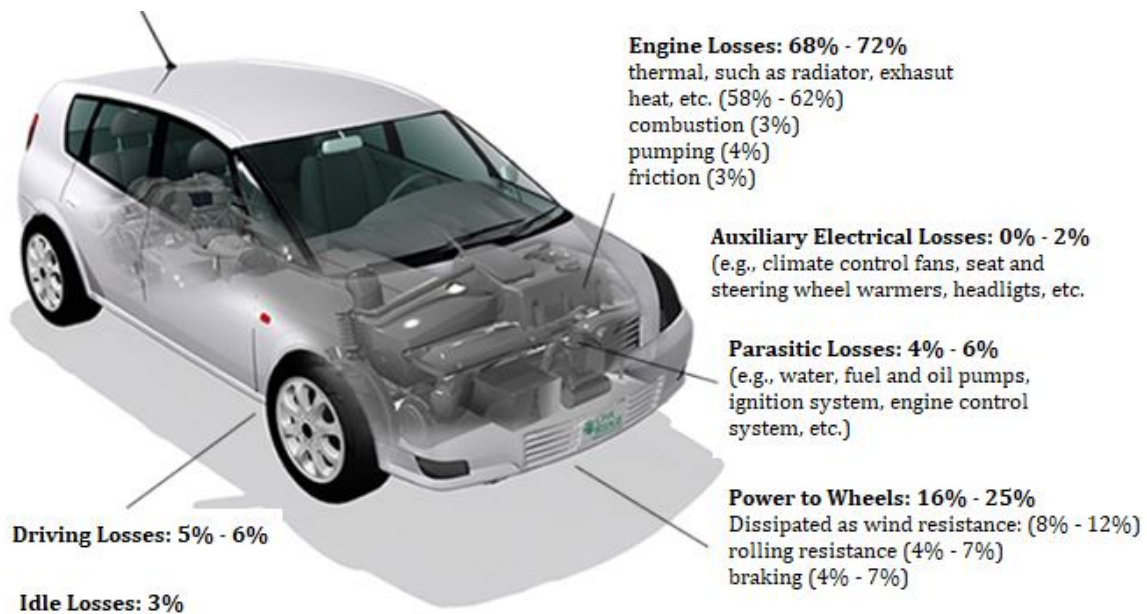 Engine Losses: 68% - 72%
thermal, such as radiator, exhasut
heat, etc. (58% - 62%)
combustion (3%)
pumping (4%)
friction (3%)
Auxiliary Electrical Losses: 0% - 2%
(e.g., climate control fans, seat and
steering wheel warmers, headligts, etc.
Parasitic Losses: 4% - 6%
(e.g., water, fuel and oil pumps,
ignition system, engine control
system, etc.)
Power to Wheels: 16% - 25%
Dissipated as wind resistance: (8% - 12%)
rolling resistance (4% - 7%)
braking (4% - 7%)
Driving Losses: 5% - 6%
Idle Losses: 3%